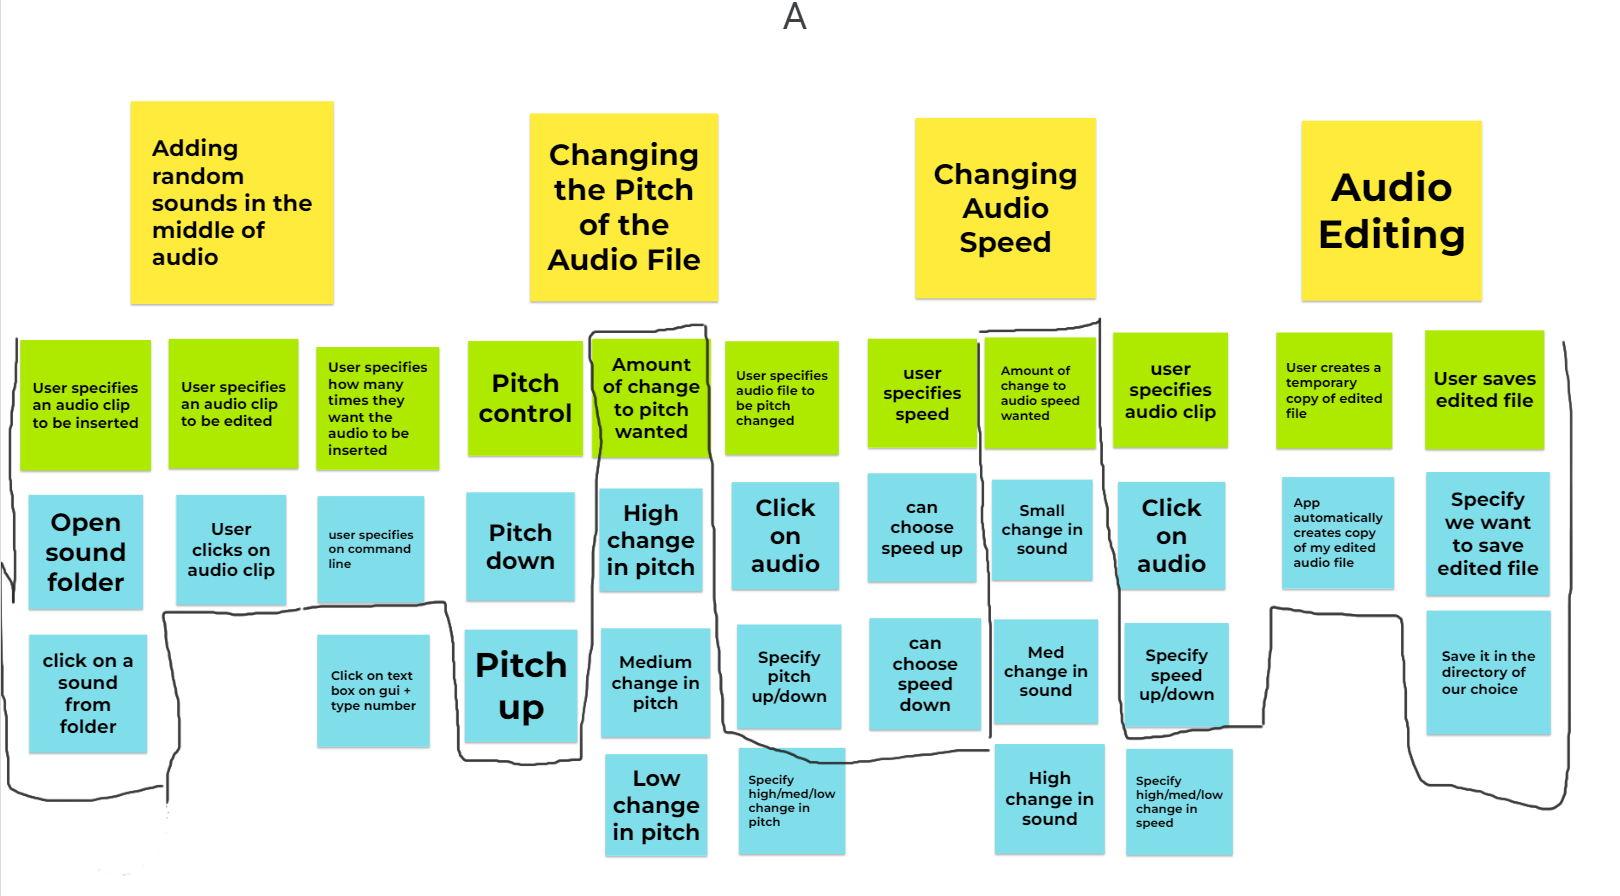 A
Adding
random
sounds in the
middle of
audio
Changing
the Pitch
of the
Audio File
Changing
Audio
Speed
Audio
Editing
User specifies
an audio clip
to be inserted
User specifies
an audio clip
to be edited
User specifies
how many
times they
want the
audio to be
inserted
Pitch
control
Amount
of change
to pitch
wanted
User specifies
audio file to
be pitch
changed
user
specifies
speed
Amount of
change to
audio speed
wanted
user
specifies
audio clip
User creates a
temporary
copy of edited
file
User saves
edited file
Open
sound
folder
User
clicks on
audio clip
user specifies
on command
line
Pitch
down
High
change
in pitch
Click
on
audio
can
choose
speed up
Small
change in
sound
Click
on
audio
App
automatically
creates copy
of my edited
audio file
Specify
we want
to save
edited file
click on a
sound
from
folder
Click on text
box on gui +
type number
Pitch
up
Medium
change in
pitch
Specify
pitch
up/down
can
choose
speed
down
Med
change in
sound
Specify
speed
up/down
Save it in the
directory of
our choice
Low
change
in pitch
Specify
high/med/low
change in
pitch
High
change in
sound
Specify
high/med/low
change in
speed